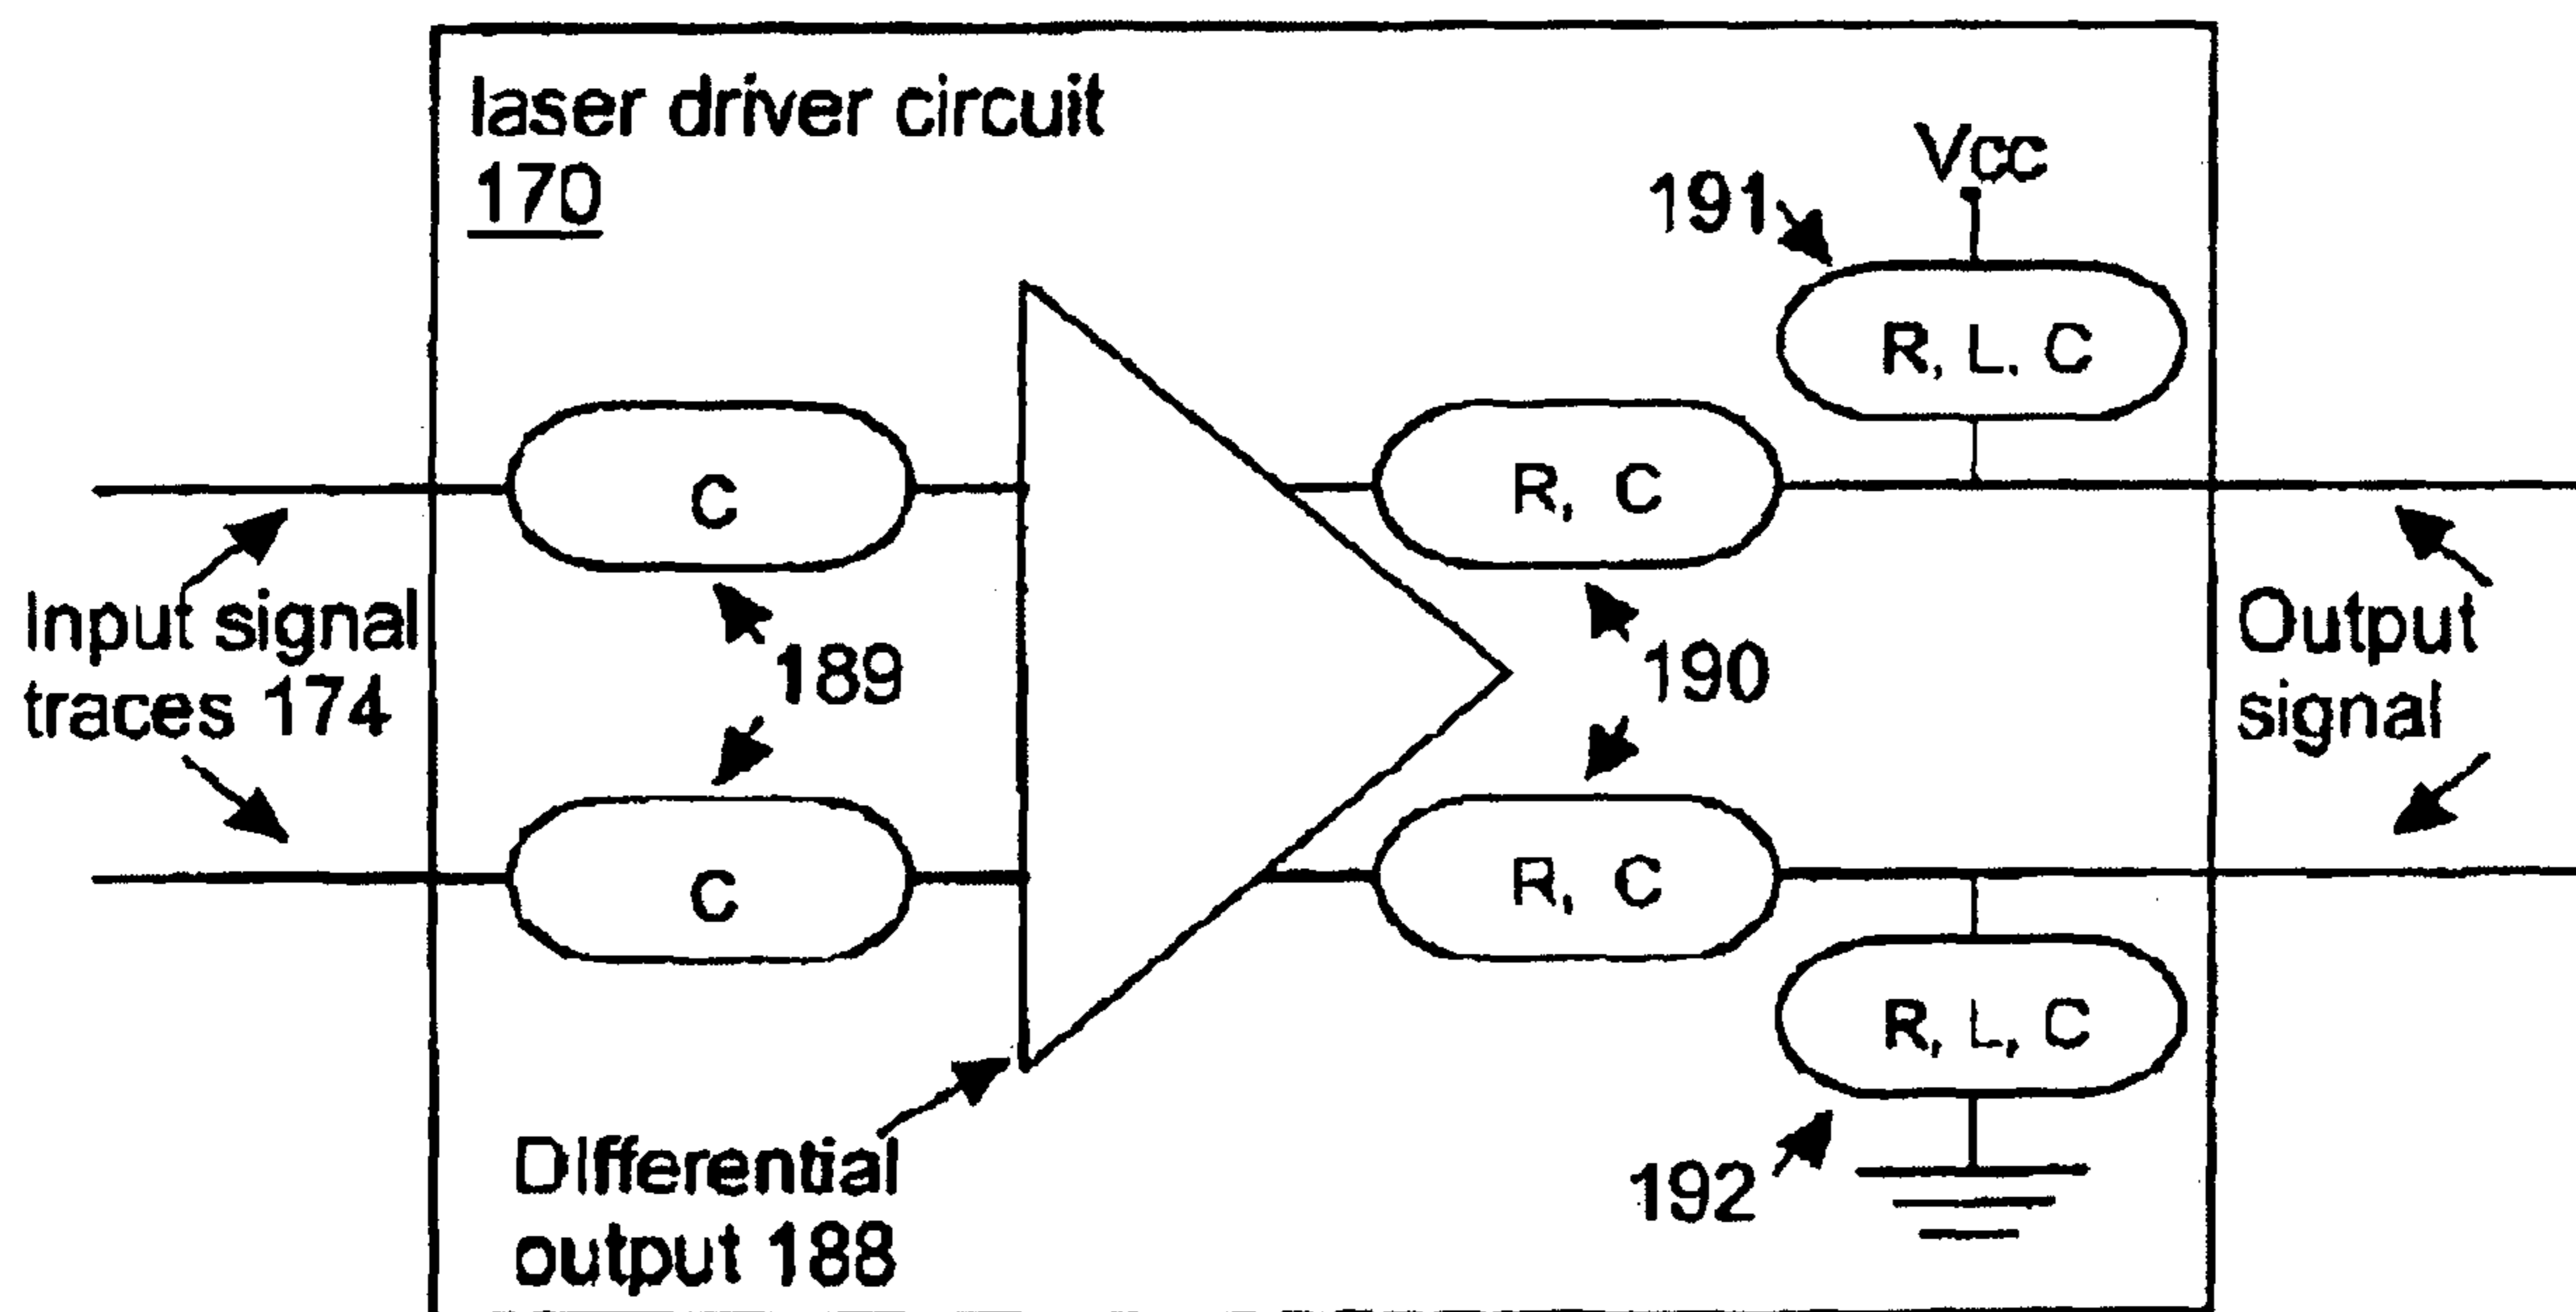 laser driver circuit
170
Vcc
191
R, L, C
C
R, C
Input signal
traces 174
189
190
Output
signal
C
R, C
R, L, C
Differential
output 188
192